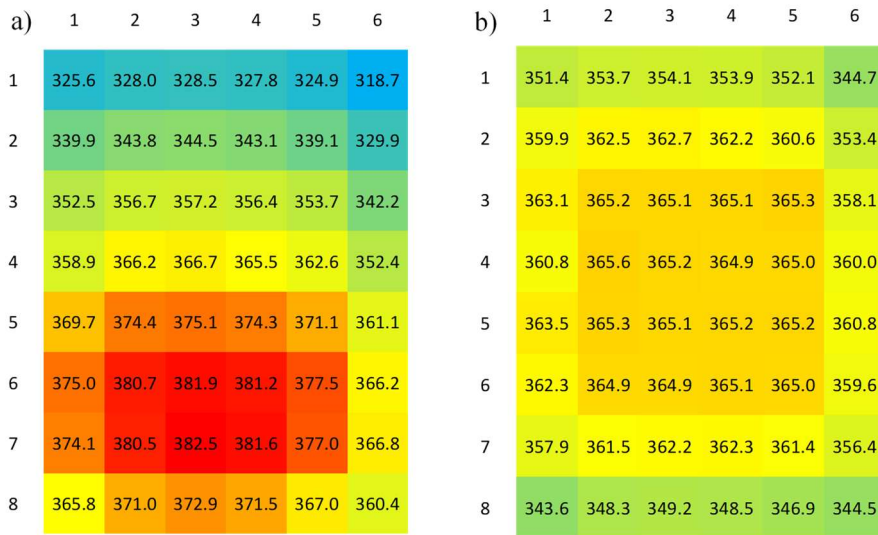 a) 1 2 3 4 5 6
1 325.6 328.0 328.5 327.8 324.9 318.7
2 339.9 343.8 344.5 343.1 339.1 329.9
3 352.5 356.7 357.2 356.4 353.7 342.2
4 358.9 366.2 366.7 365.5 362.6 352.4
5 369.7 374.4 375.1 374.3 371.1 361.1
6 375.0 380.7 381.9 381.2 377.5 366.2
7 374.1 380.5 382.5 381.6 377.0 366.8
8 365.8 371.0 372.9 371.5 367.0 360.4
b) 1 2 3 4 5 6
1 351.4 353.7 354.1 353.9 352.1 344.7
2 359.9 362.5 362.7 362.2 360.6 353.4
3 363.1 365.2 365.1 365.1 365.3 358.1
4 360.8 365.6 365.2 364.9 365.0 360.0
5 363.5 365.3 365.1 365.2 365.2 360.8
6 362.3 364.9 364.9 365.1 365.0 359.6
7 357.9 361.5 362.2 362.3 361.4 356.4
8 343.6 348.3 349.2 348.5 346.9 344.5